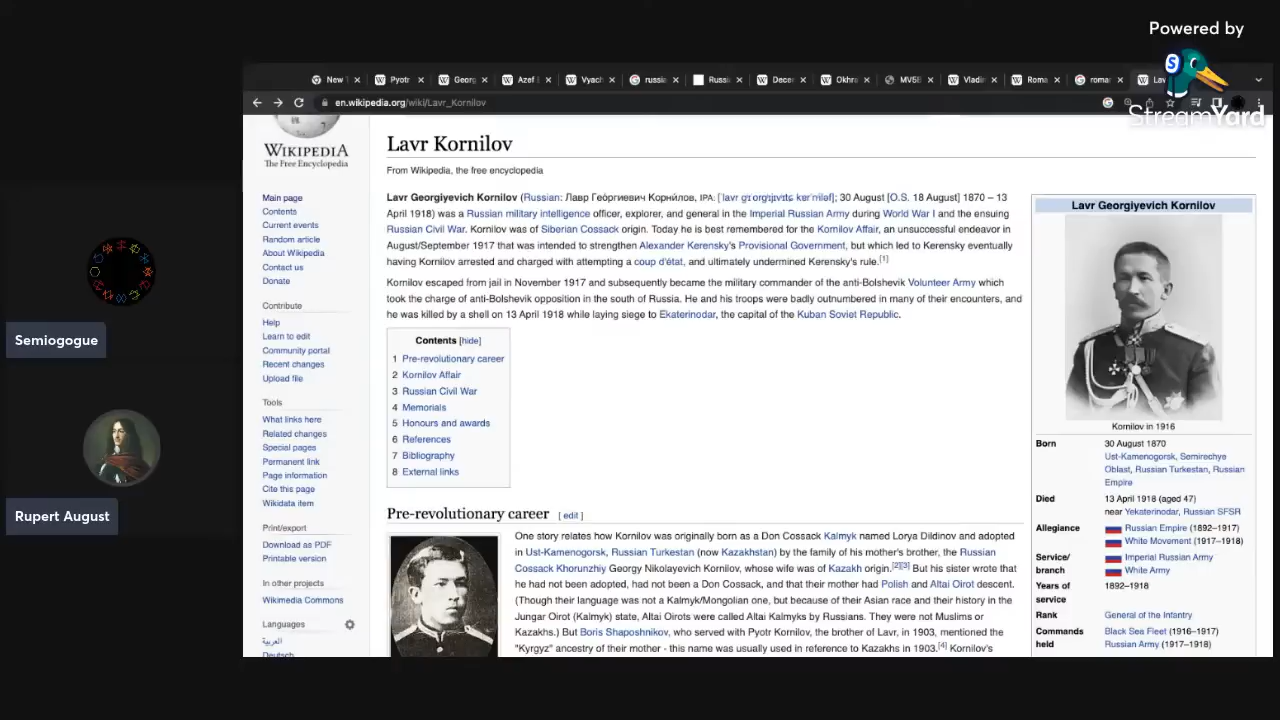 Powered by
StreamYard
New T
Pyotr
Georg
Azef
Vyach
russia
Russi
Decem
Okhra
MV5B
Vladim
Roma
roman
Lav
en.wikipedia.org/wiki/Lavr_Kornilov
WIKIPEDIA
The Free Encyclopedia
Main page
Contents
Current events
Random article
About Wikipedia
Contact us
Donate
Contribute
Help
Learn to edit
Community portal
Recent changes
Upload file
Tools
What links here
Related changes
Special pages
Permanent link
Page information
Cite this page
Wikidata item
Print/export
Download as PDF
Printable version
In other projects
Wikimedia Commons
Languages
العربية
Deutsch
Semiogogue
Rupert August
Lavr Kornilov
From Wikipedia, the free encyclopedia
Lavr Georgiyevich Kornilov (Russian: Лавр Гео́ргиевич Корни́лов, IPA: 30 August [O.S. 18 August] 1870 – 13
April 1918) was a Russian military intelligence officer, explorer, and general in the Imperial Russian Army during World War I and the ensuing
Russian Civil War. Kornilov was of Siberian Cossack origin. Today he is best remembered for the Kornilov Affair, an unsuccessful endeavor in
August/September 1917 that was intended to strengthen Alexander Kerensky's Provisional Government, but which led to Kerensky eventually
having Kornilov arrested and charged with attempting a coup d'état, and ultimately undermined Kerensky's rule.[1]
Kornilov escaped from jail in November 1917 and subsequently became the military commander of the anti-Bolshevik Volunteer Army which
took the charge of anti-Bolshevik opposition in the south of Russia. He and his troops were badly outnumbered in many of their encounters, and
he was killed by a shell on 13 April 1918 while laying siege to Ekaterinodar, the capital of the Kuban Soviet Republic.
Contents [hide]
1 Pre-revolutionary career
2 Kornilov Affair
3 Russian Civil War
4 Memorials
5 Honours and awards
6 References
7 Bibliography
8 External links
Pre-revolutionary career [ edit ]
One story relates how Kornilov was originally born as a Don Cossack Kalmyk named Lorya Dildinov and adopted
in Ust-Kamenogorsk, Russian Turkestan (now Kazakhstan) by the family of his mother's brother, the Russian
Cossack Khorunzhiy Georgy Nikolayevich Kornilov, whose wife was of Kazakh origin.[2][3] But his sister wrote that
he had not been adopted, had not been a Don Cossack, and that their mother had Polish and Altai Oirot descent.
(Though their language was not a Kalmyk/Mongolian one, but because of their Asian race and their history in the
Jungar Oirot (Kalmyk) state, Altai Oirots were called Altai Kalmyks by Russians. They were not Muslims or
Kazakhs.) But Boris Shaposhnikov, who served with Pyotr Kornilov, the brother of Lavr, in 1903, mentioned the
"Kyrgyz" ancestry of their mother - this name was usually used in reference to Kazakhs in 1903.[4] Kornilov's
Lavr Georgiyevich Kornilov
Kornilov in 1916
Born 30 August 1870
Ust-Kamenogorsk, Semirechye
Oblast, Russian Turkestan, Russian
Empire
Died 13 April 1918 (aged 47)
near Yekaterinodar, Russian SFSR
Allegiance Russian Empire (1892–1917)
White Movement (1917–1918)
Service/ Imperial Russian Army
branch White Army
Years of 1892–1918
service
Rank General of the Infantry
Commands Black Sea Fleet (1916–1917)
held Russian Army (1917–1918)